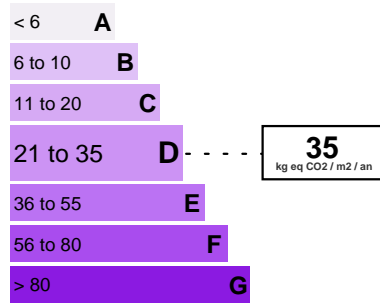 < 6 A
6 to 10 B
11 to 20 C
21 to 35 D
35
kg eq CO2 / m2 / an
36 to 55 E
56 to 80 F
> 80 G